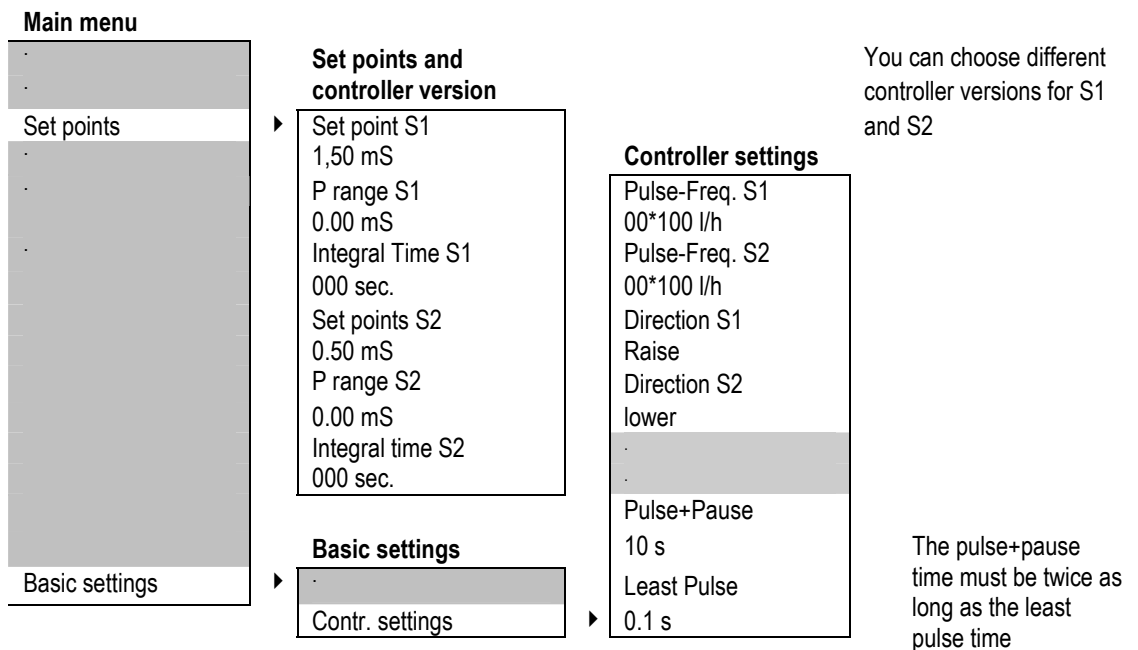 Main menu
.
.
Set points
.
.
.
Basic settings
Set points and
controller version
Set point S1
1,50 mS
P range S1
0.00 mS
Integral Time S1
000 sec.
Set points S2
0.50 mS
P range S2
0.00 mS
Integral time S2
000 sec.
Basic settings
.
Contr. settings
Controller settings
Pulse-Freq. S1
00*100 l/h
Pulse-Freq. S2
00*100 l/h
Direction S1
Raise
Direction S2
lower
.
.
Pulse+Pause
10 s
Least Pulse
0.1 s
You can choose different
controller versions for S1
and S2
The pulse+pause
time must be twice as
long as the least
pulse time